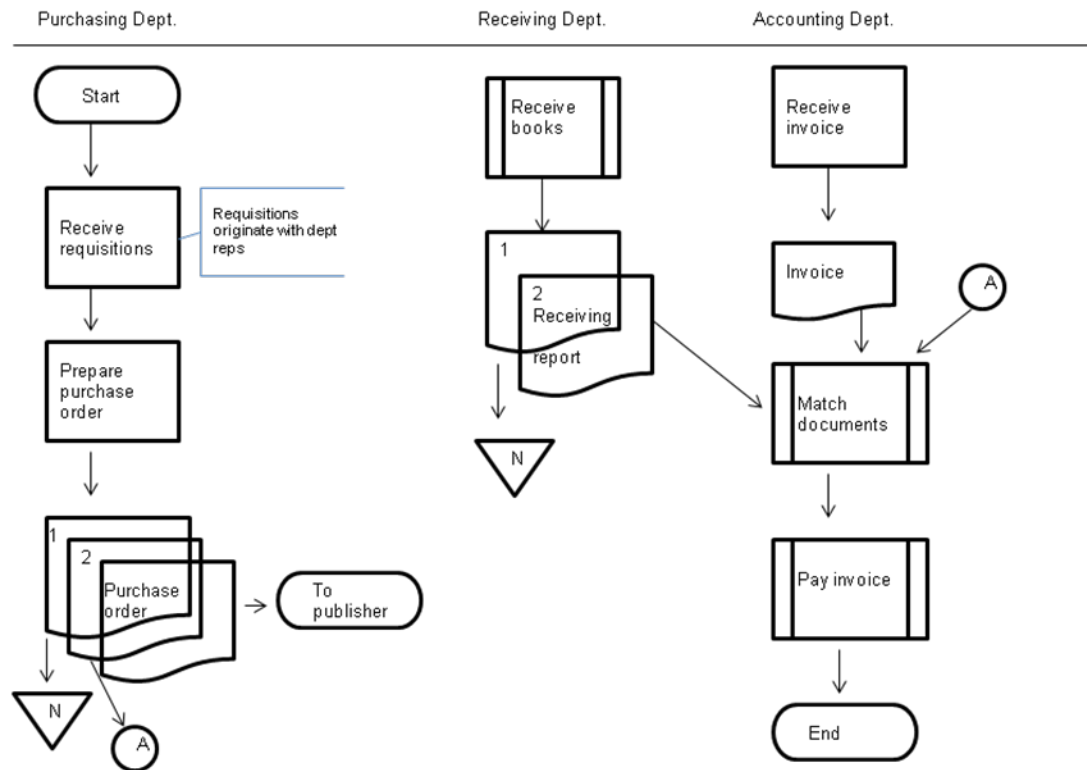 Purchasing Dept.
Receiving Dept.
Accounting Dept.
Start
Receive
requisitions
Requisitions
originate with dept
reps
Prepare
purchase
order
1
2
Purchase
order
To
publisher
N
A
Receive
books
1
2
Receiving
report
N
Receive
invoice
Invoice
A
Match
documents
Pay invoice
End